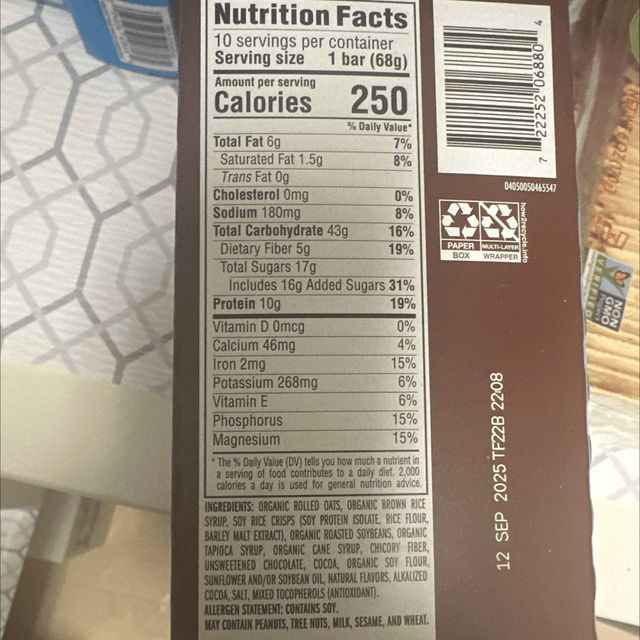 Nutrition Facts
10 servings per container
Serving size 1 bar (68g)
Amount per serving
Calories 250
% Daily Value*
Total Fat 6g 7%
Saturated Fat 1.5g 8%
Trans Fat 0g
Cholesterol 0mg 0%
Sodium 180mg 8%
Total Carbohydrate 43g 16%
Dietary Fiber 5g 19%
Total Sugars 17g
Includes 16g Added Sugars 31%
Protein 10g 19%
Vitamin D 0mcg 0%
Calcium 46mg 4%
Iron 2mg 15%
Potassium 268mg 6%
Vitamin E 6%
Phosphorus 15%
Magnesium 15%
* The % Daily Value (DV) tells you how much a nutrient in
a serving of food contributes to a daily diet. 2,000
calories a day is used for general nutrition advice.
INGREDIENTS: ORGANIC ROLLED OATS, ORGANIC BROWN RICE
SYRUP, SOY RICE CRISPS (SOY PROTEIN ISOLATE, RICE FLOUR,
BARLEY MALT EXTRACT), ORGANIC ROASTED SOYBEANS, ORGANIC
TAPIOCA SYRUP, ORGANIC CANE SYRUP, CHICORY FIBER,
UNSWEETENED CHOCOLATE, COCOA, ORGANIC SOY FLOUR,
SUNFLOWER AND/OR SOYBEAN OIL, NATURAL FLAVORS, ALKALIZED
COCOA, SALT, MIXED TOCOPHEROLS (ANTIOXIDANT).
ALLERGEN STATEMENT: CONTAINS SOY.
MAY CONTAIN PEANUTS, TREE NUTS, MILK, SESAME, AND WHEAT.
7 22252 06880 4
04050050465547
PAPER
BOX
MULTI-LAYER
WRAPPER
how2recycle.info
12 SEP 2025 TF22B 22:08
NON
GMO
Project
VERIFIED